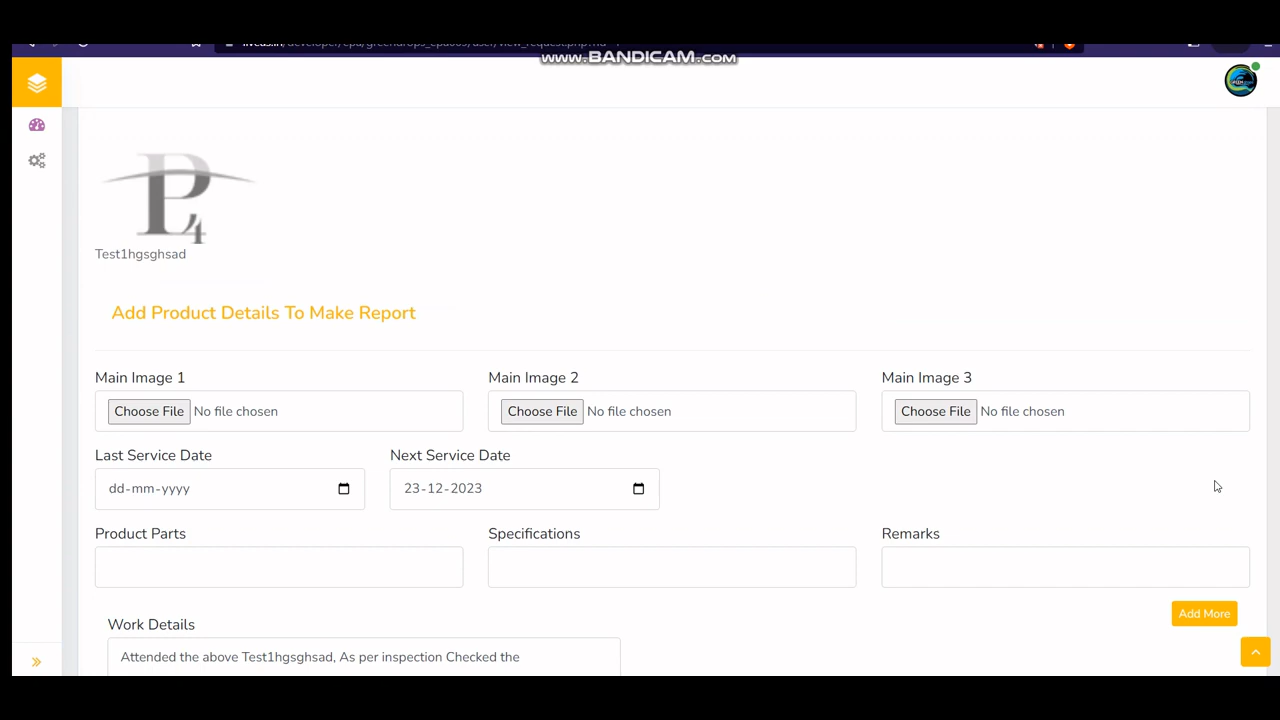 www.BANDICAM.com
PL4
Test1hgsghsad
Add Product Details To Make Report
Main Image 1
Main Image 2
Main Image 3
Choose File No file chosen
Choose File No file chosen
Choose File No file chosen
Last Service Date
Next Service Date
dd-mm-yyyy
23-12-2023
Product Parts
Specifications
Remarks
Add More
Work Details
Attended the above Test1hgsghsad, As per inspection Checked the